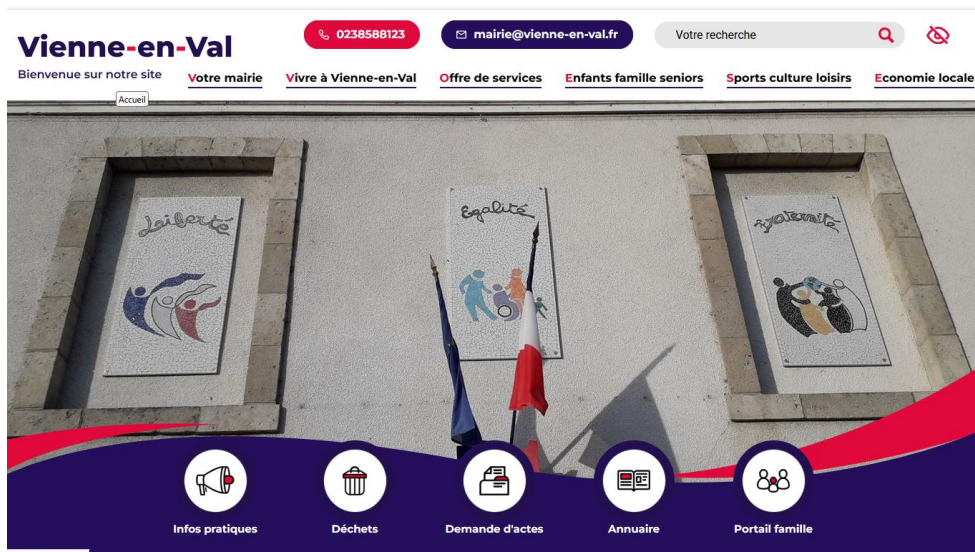 Vienne-en-Val
Bienvenue sur notre site
0238588123
mairie@vienne-en-val.fr
Votre recherche
Votre mairie
Vivre à Vienne-en-Val
Offre de services
Enfants famille seniors
Sports culture loisirs
Economie locale
Accueil
Liberté
Egalité
Fraternité
Infos pratiques
Déchets
Demande d'actes
Annuaire
Portail famille